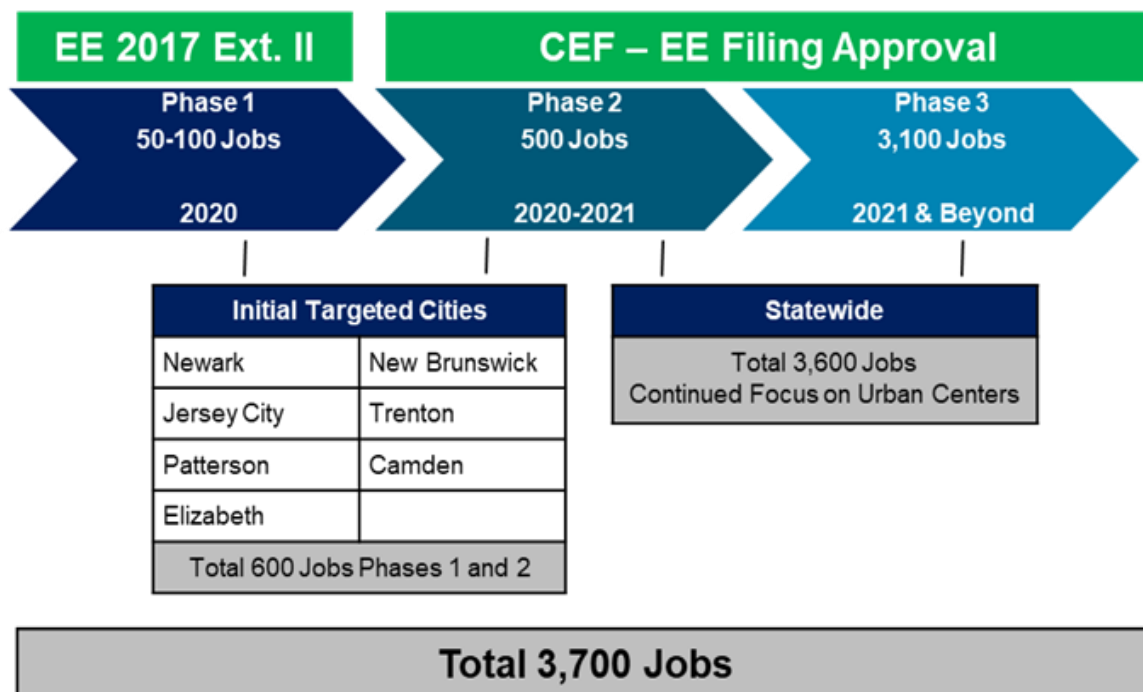 EE 2017 Ext. II
CEF – EE Filing Approval
Phase 1
50-100 Jobs
2020
Phase 2
500 Jobs
2020-2021
Phase 3
3,100 Jobs
2021 & Beyond
Initial Targeted Cities
Newark
New Brunswick
Jersey City
Trenton
Patterson
Camden
Elizabeth
Total 600 Jobs Phases 1 and 2
Statewide
Total 3,600 Jobs
Continued Focus on Urban Centers
Total 3,700 Jobs